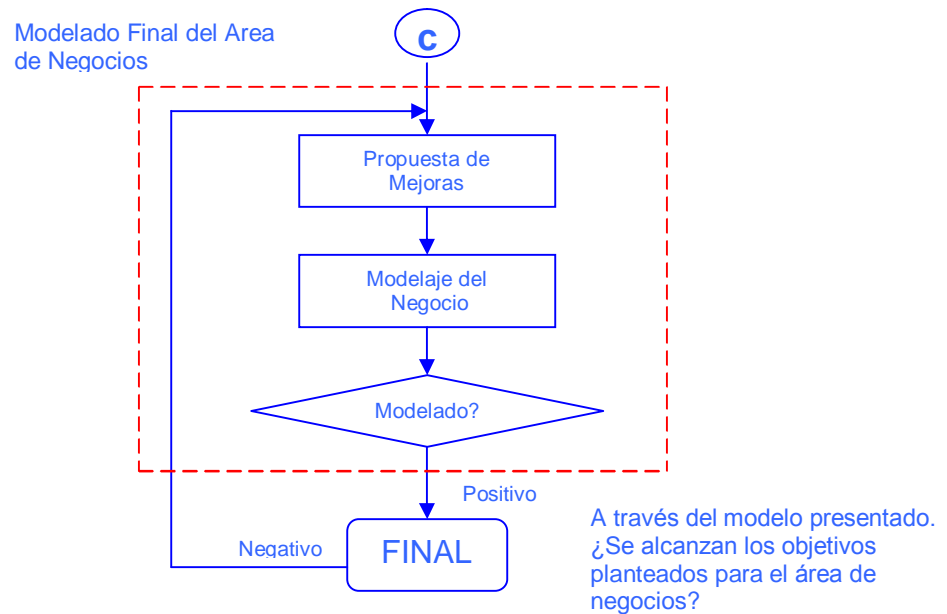 Modelado Final del Area
de Negocios
c
Propuesta de
Mejoras
Modelaje del
Negocio
Modelado?
Positivo
Negativo
FINAL
A través del modelo presentado.
¿Se alcanzan los objetivos
planteados para el área de
negocios?